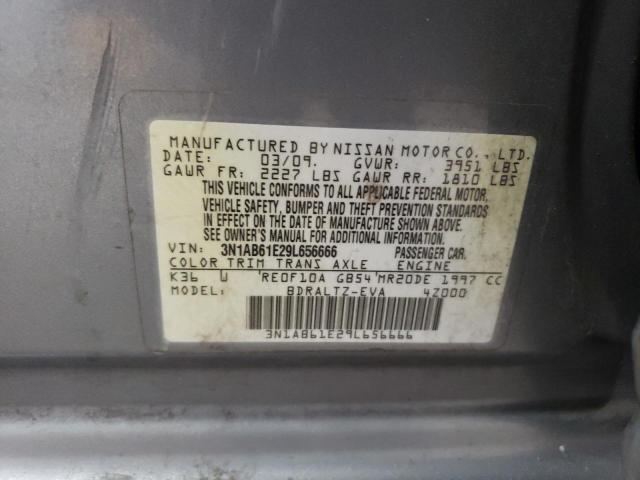 MANUFACTURED BY NISSAN MOTOR CO., LTD.
DATE: 03/09. GVWR: 3951 LBS
GAWR FR: 2227 LBS GAWR RR: 1810 LBS
THIS VEHICLE CONFORMS TO ALL APPLICABLE FEDERAL MOTOR
VEHICLE SAFETY, BUMPER AND THEFT PREVENTION STANDARDS
IN EFFECT ON THE DATE OF MANUFACTURE SHOWN ABOVE.
SEE OWNER'S MANUAL FOR ADDITIONAL INFORMATION.
VIN: 3N1AB61E29L656666 PASSENGER CAR.
COLOR TRIM TRANS AXLE ENGINE
K36 W RE0F10A GB54 MR20DE 1997 CC
MODEL: BDRALTZ-EVA 4Z000
3N1AB61E29L656666